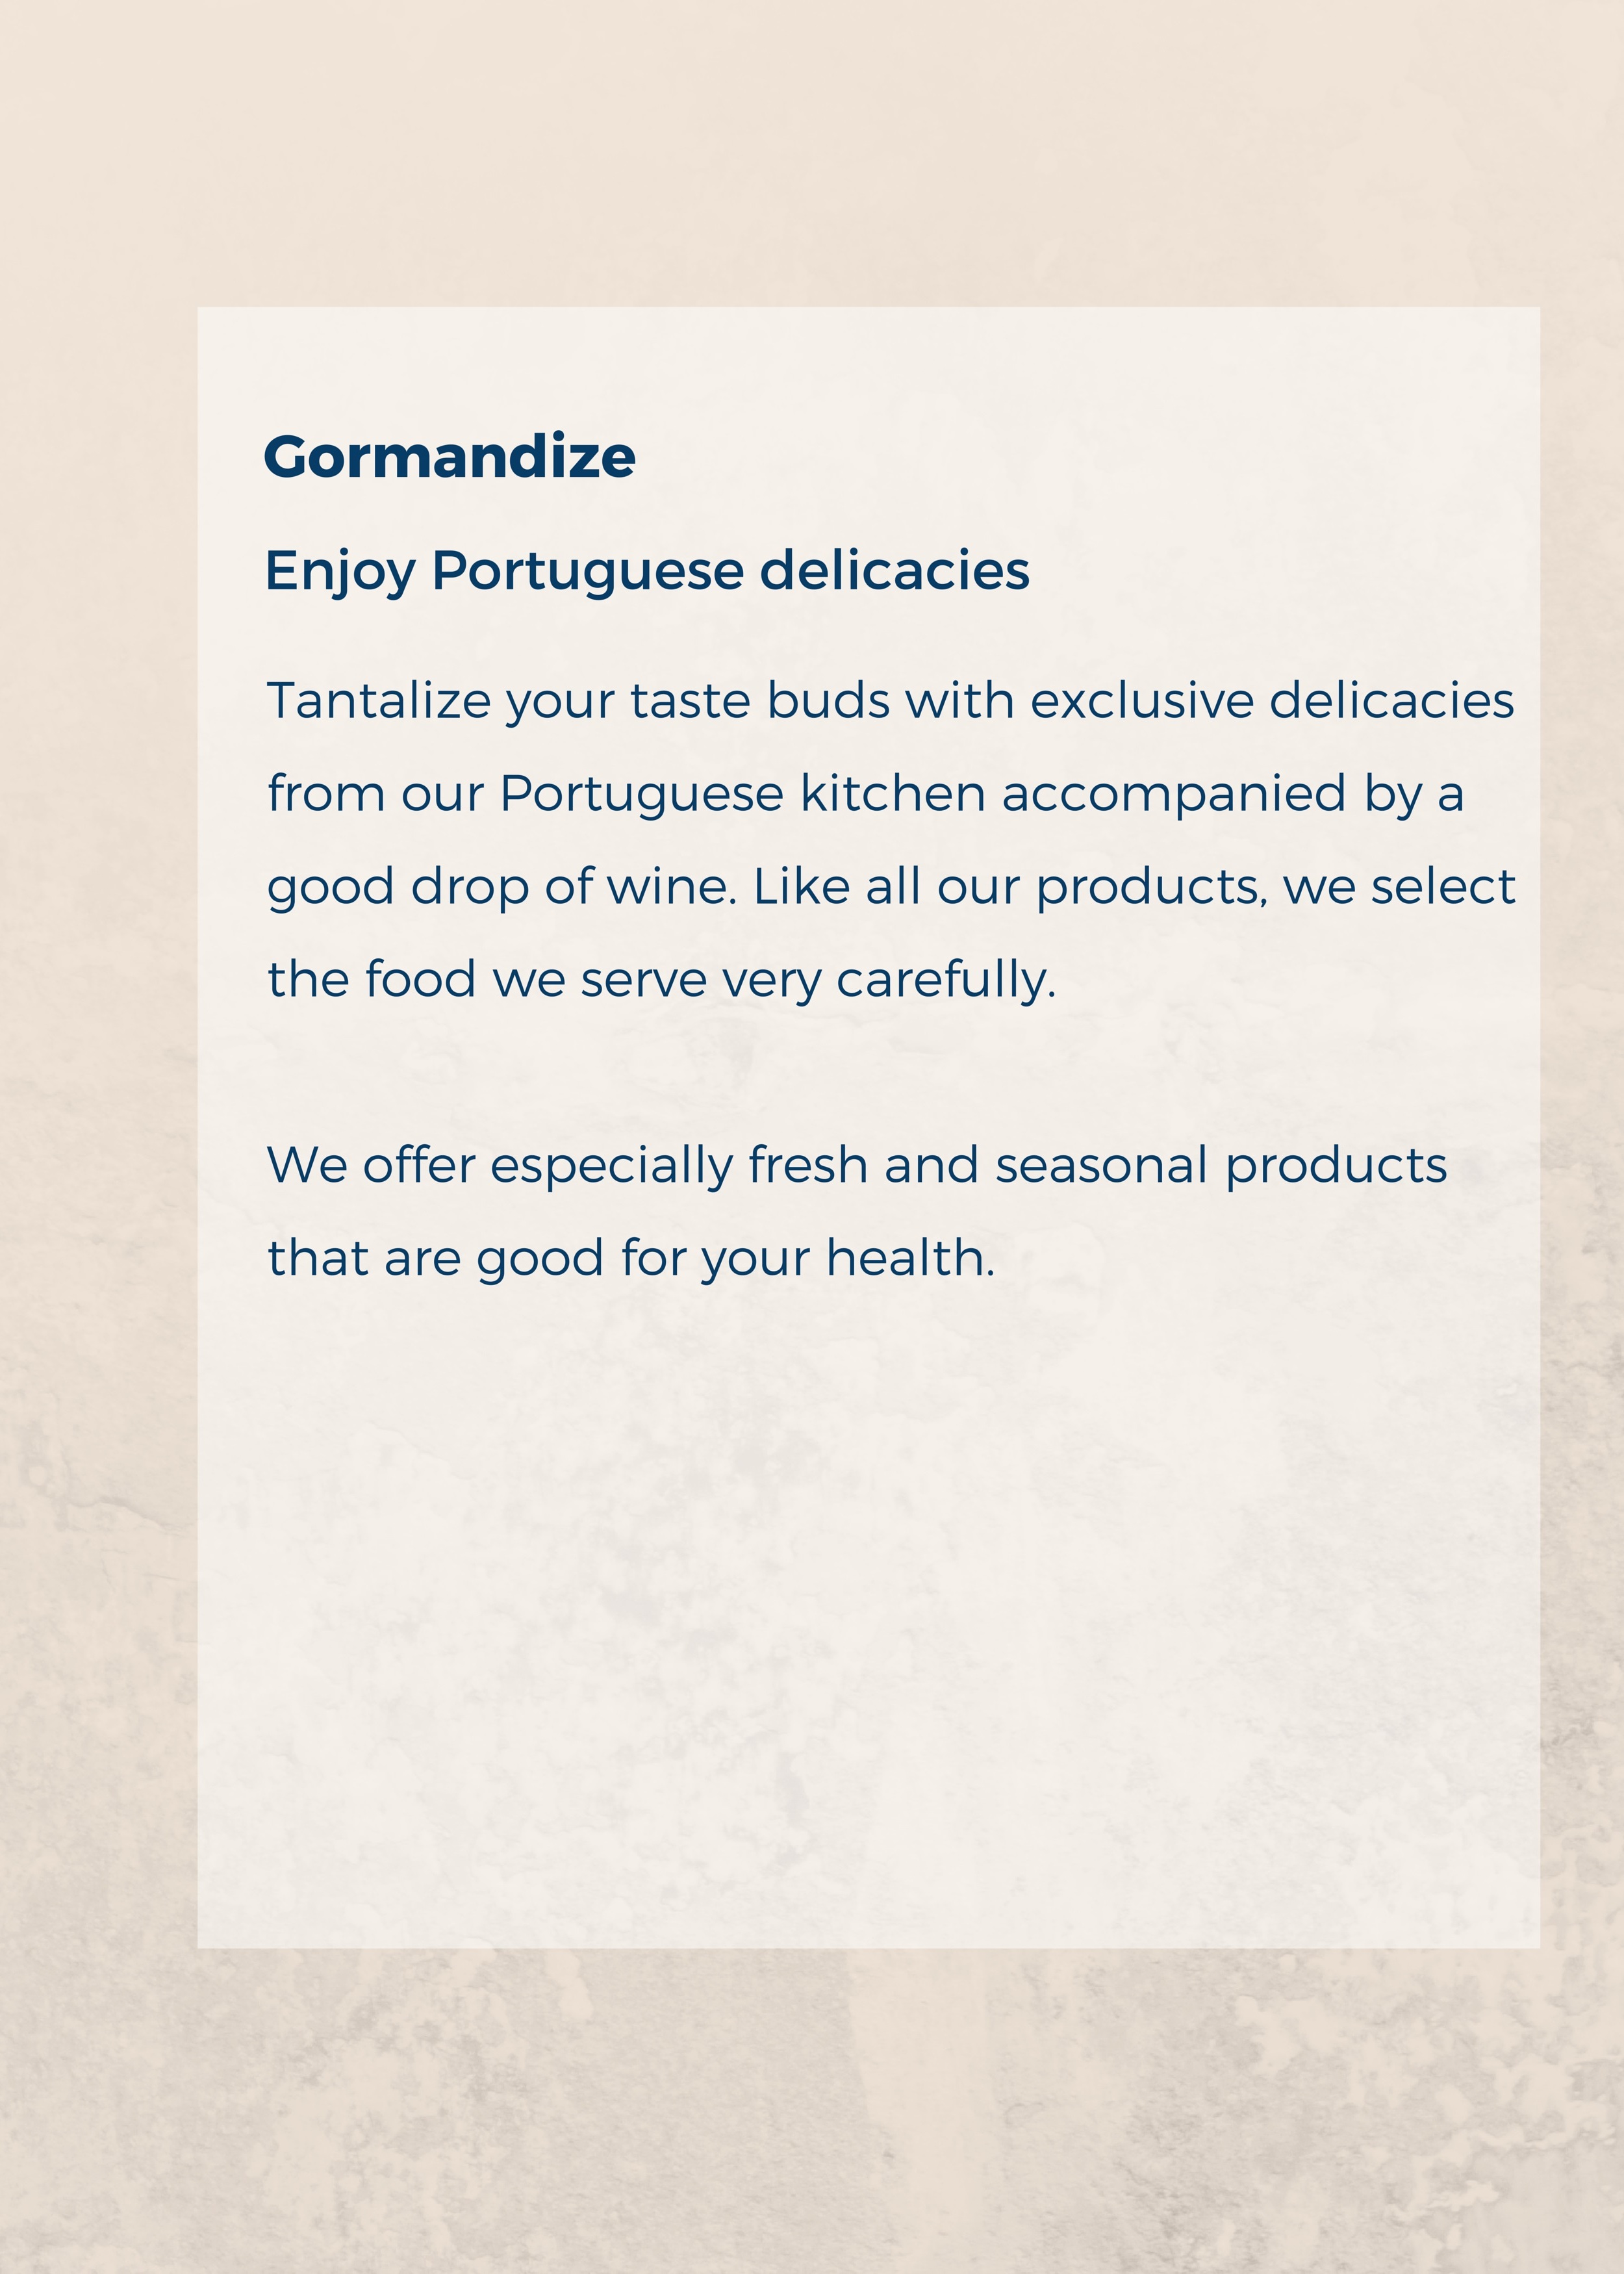 Gormandize
Enjoy Portuguese delicacies
Tantalize your taste buds with exclusive delicacies
from our Portuguese kitchen accompanied by a
good drop of wine. Like all our products, we select
the food we serve very carefully.
We offer especially fresh and seasonal products
that are good for your health.